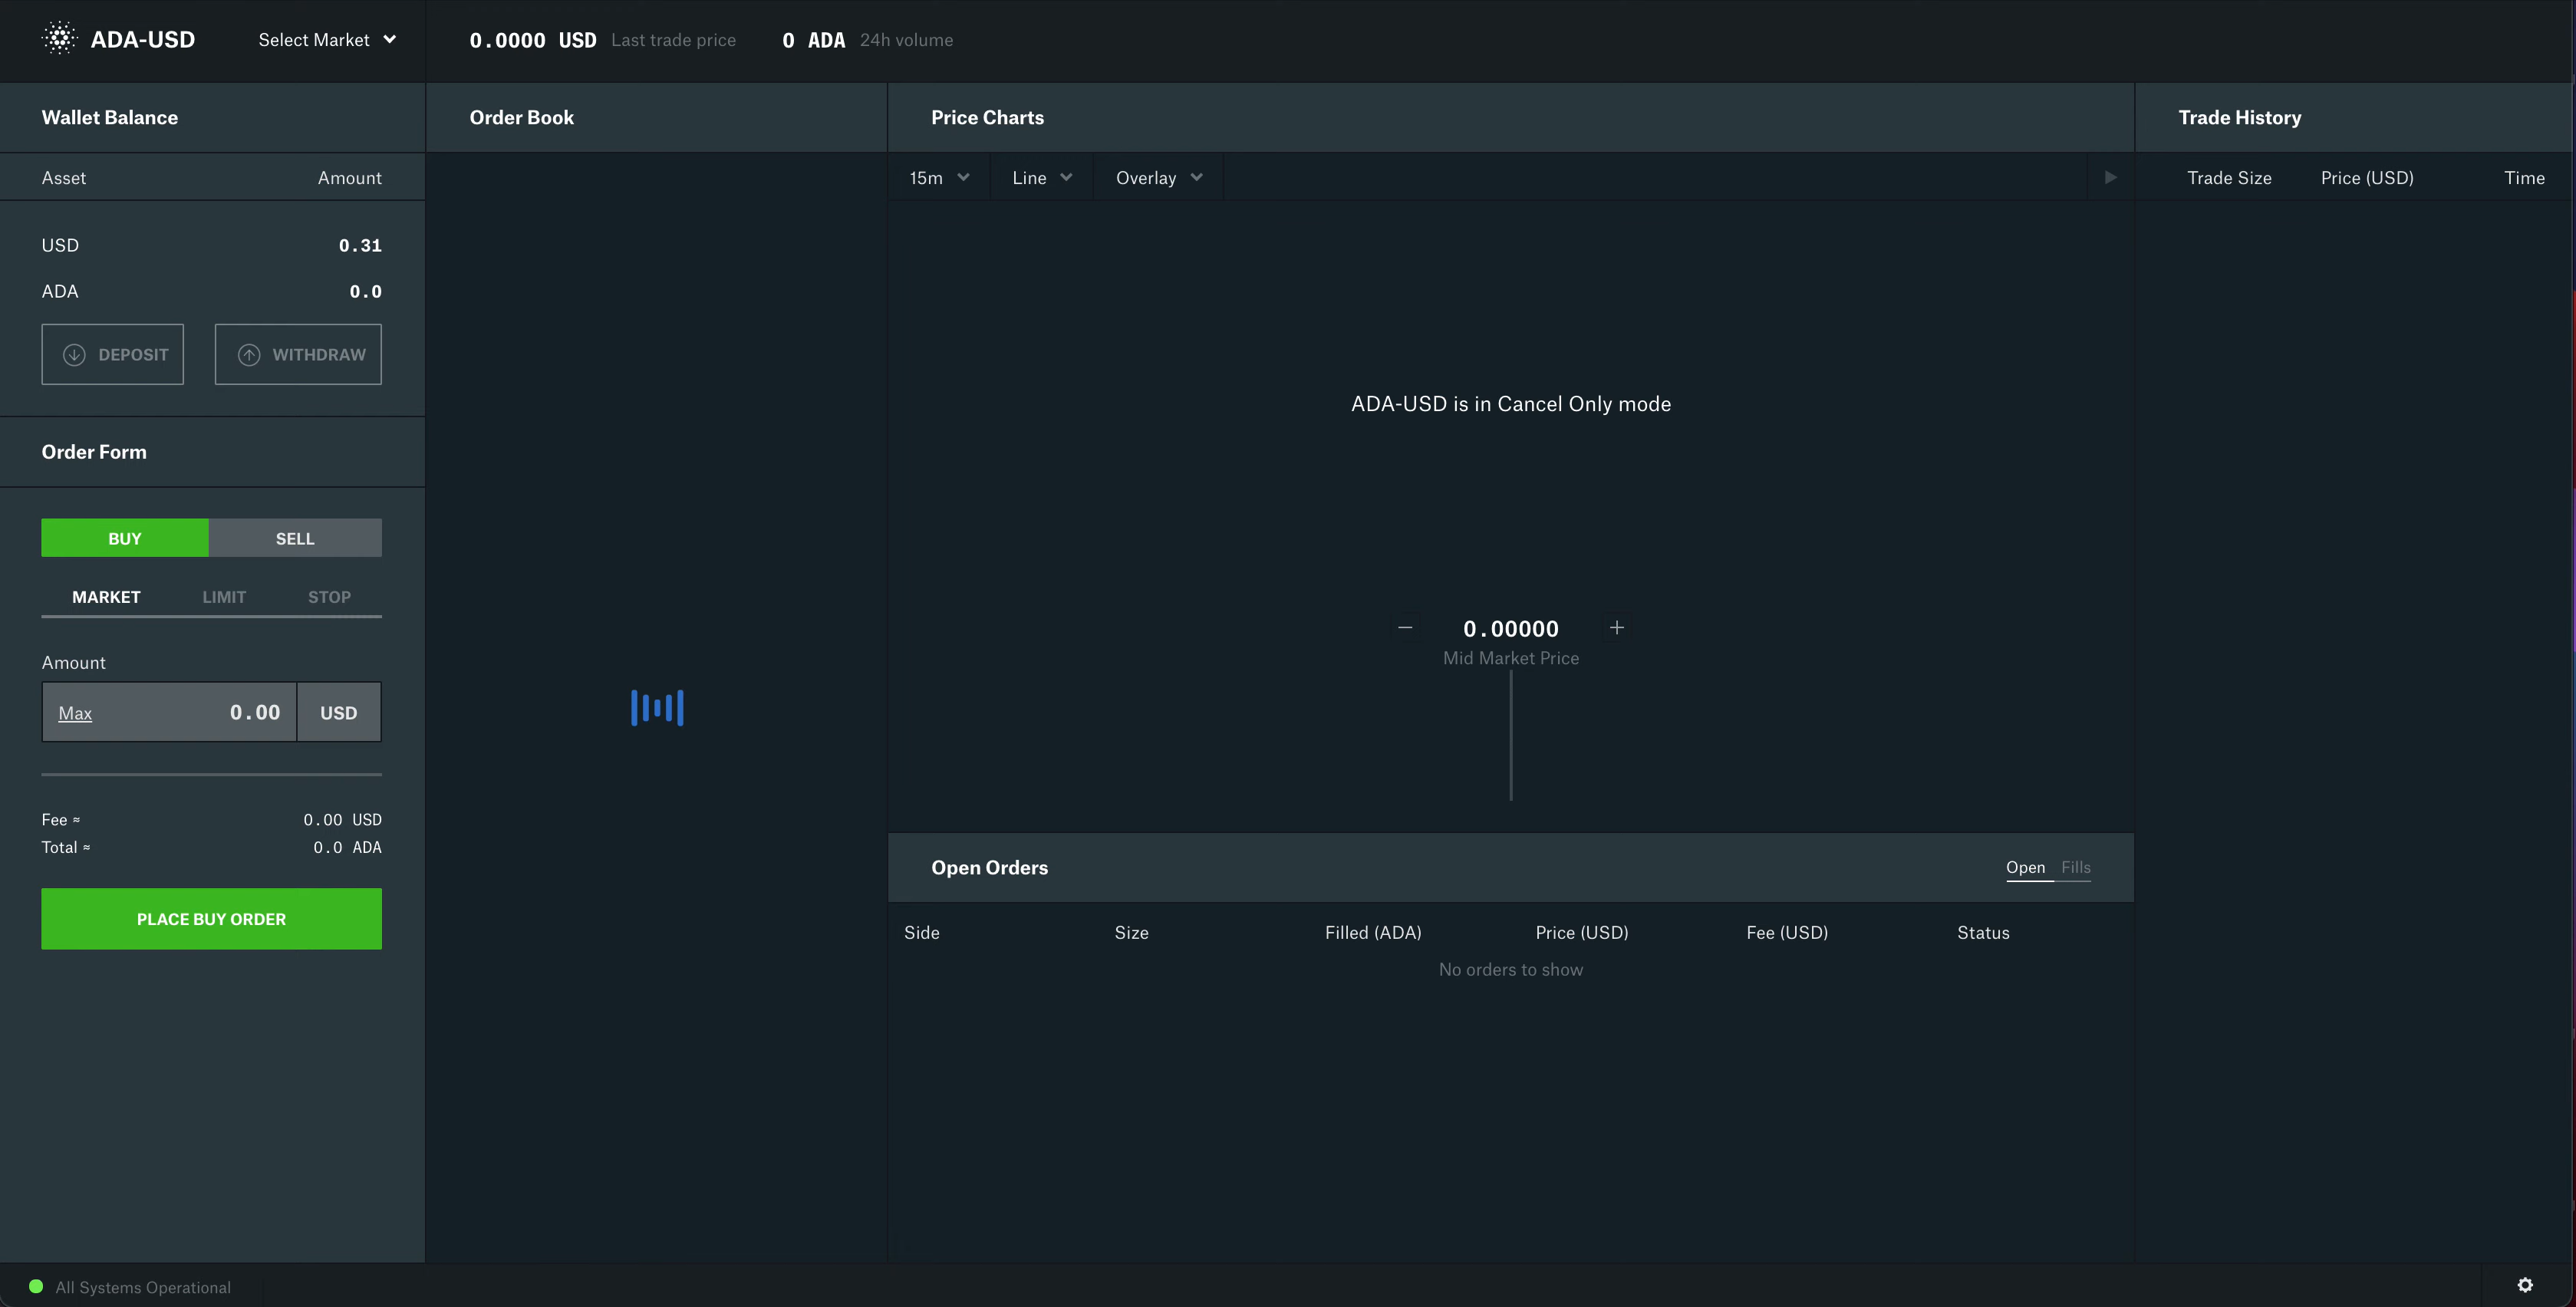 ADA-USD Select Market 0.0000 USD Last trade price 0 ADA 24h volume
Wallet Balance
Asset Amount
USD 0.31
ADA 0.0
DEPOSIT WITHDRAW
Order Form
BUY SELL
MARKET LIMIT STOP
Amount
Max 0.00 USD
Fee ≈ 0.00 USD
Total ≈ 0.0 ADA
PLACE BUY ORDER
Order Book
Price Charts
15m Line Overlay
ADA-USD is in Cancel Only mode
0.00000
Mid Market Price
Open Orders Open Fills
Side Size Filled (ADA) Price (USD) Fee (USD) Status
No orders to show
Trade History
Trade Size Price (USD) Time
All Systems Operational